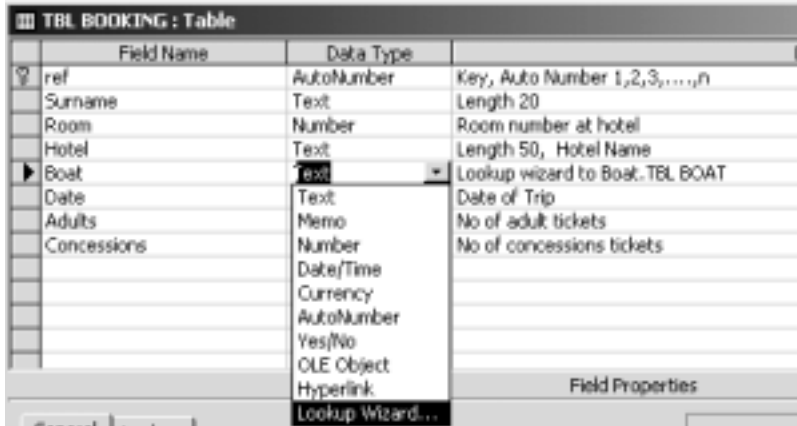 TBL BOOKING : Table
Field Name Data Type
ref AutoNumber Key, Auto Number 1,2,3,....,n
Surname Text Length 20
Room Number Room number at hotel
Hotel Text Length 50, Hotel Name
Boat Text Lookup wizard to Boat.TBL BOAT
Date Text Date of Trip
Adults Memo No of adult tickets
Concessions Number No of concessions tickets
Date/Time
Currency
AutoNumber
Yes/No
OLE Object
Hyperlink Field Properties
Lookup Wizard...